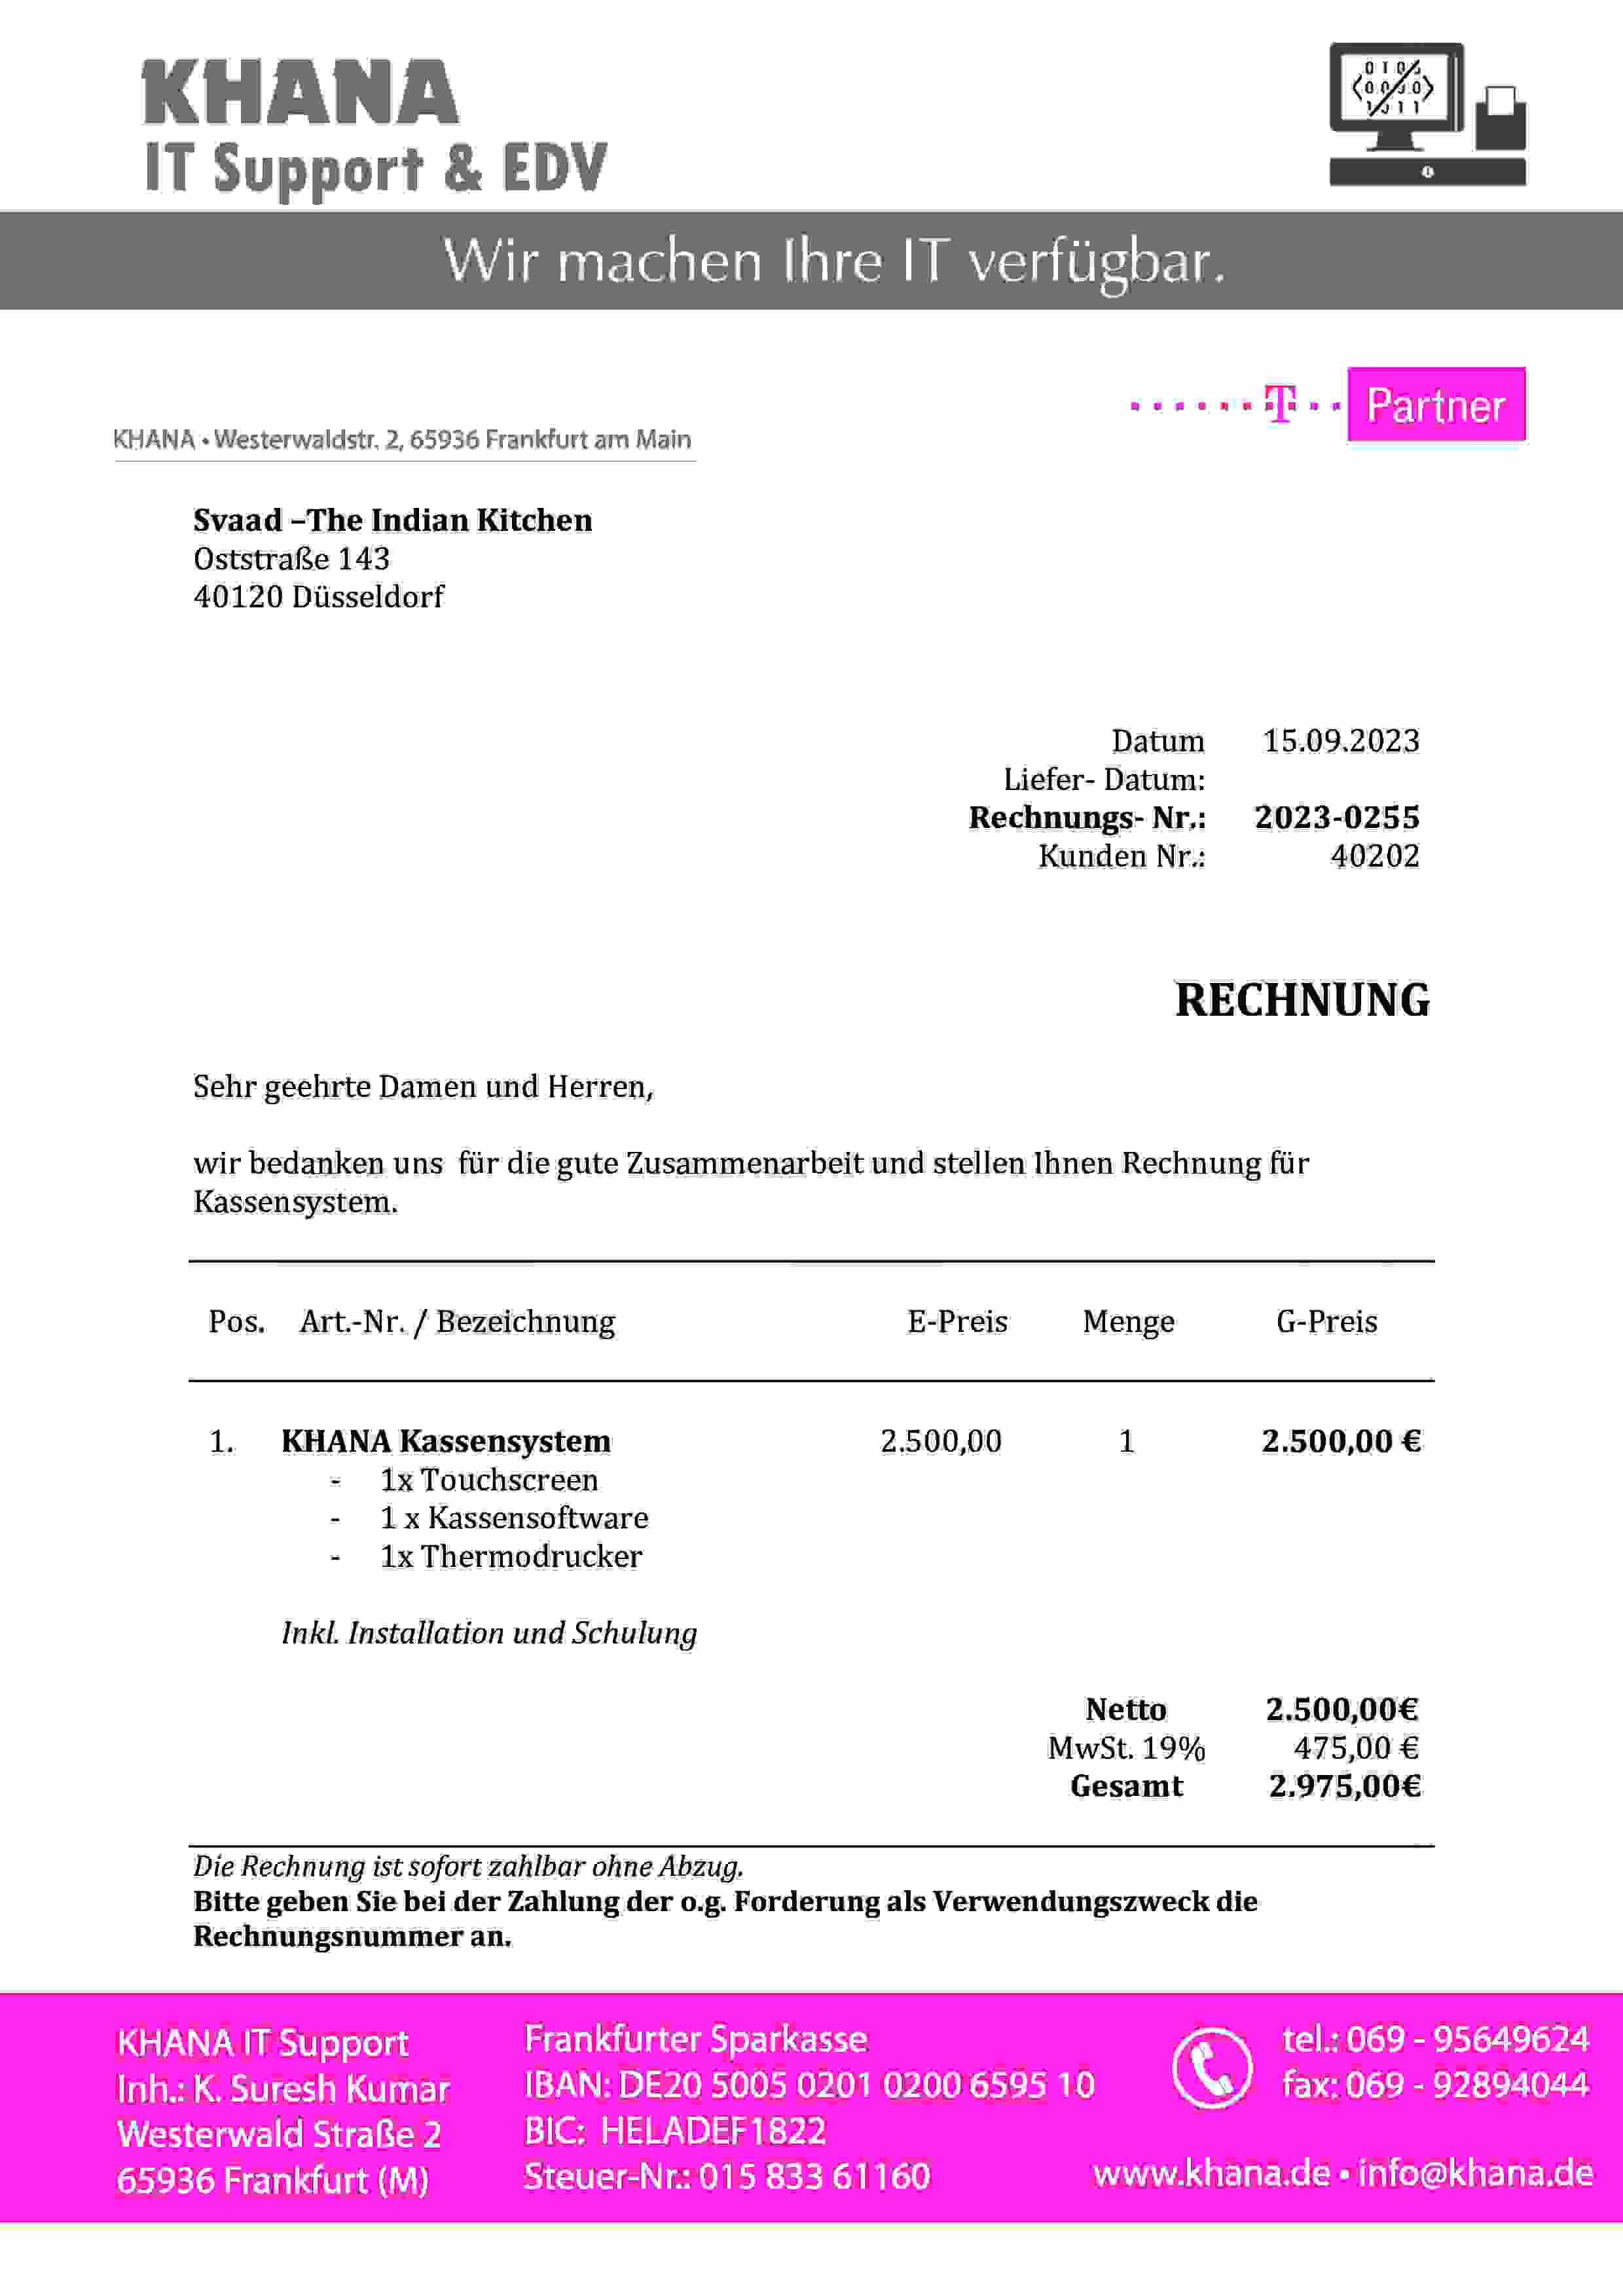 KHANA
IT Support & EDV
Wir machen Ihre IT verfügbar.
T Partner
KHANA • Westerwaldstr. 2, 65936 Frankfurt am Main
Svaad –The Indian Kitchen
Oststraße 143
40120 Düsseldorf
Datum 15.09.2023
Liefer- Datum:
Rechnungs- Nr.: 2023-0255
Kunden Nr.: 40202
RECHNUNG
Sehr geehrte Damen und Herren,
wir bedanken uns für die gute Zusammenarbeit und stellen Ihnen Rechnung für
Kassensystem.
Pos. Art.-Nr. / Bezeichnung E-Preis Menge G-Preis
1. KHANA Kassensystem 2.500,00 1 2.500,00 €
- 1x Touchscreen
- 1 x Kassensoftware
- 1x Thermodrucker
Inkl. Installation und Schulung
Netto 2.500,00€
MwSt. 19% 475,00 €
Gesamt 2.975,00€
Die Rechnung ist sofort zahlbar ohne Abzug.
Bitte geben Sie bei der Zahlung der o.g. Forderung als Verwendungszweck die
Rechnungsnummer an.
KHANA IT Support
Inh.: K. Suresh Kumar
Westerwald Straße 2
65936 Frankfurt (M)
Frankfurter Sparkasse
IBAN: DE20 5005 0201 0200 6595 10
BIC: HELADEF1822
Steuer-Nr.: 015 833 61160
tel.: 069 - 95649624
fax: 069 - 92894044
www.khana.de • info@khana.de